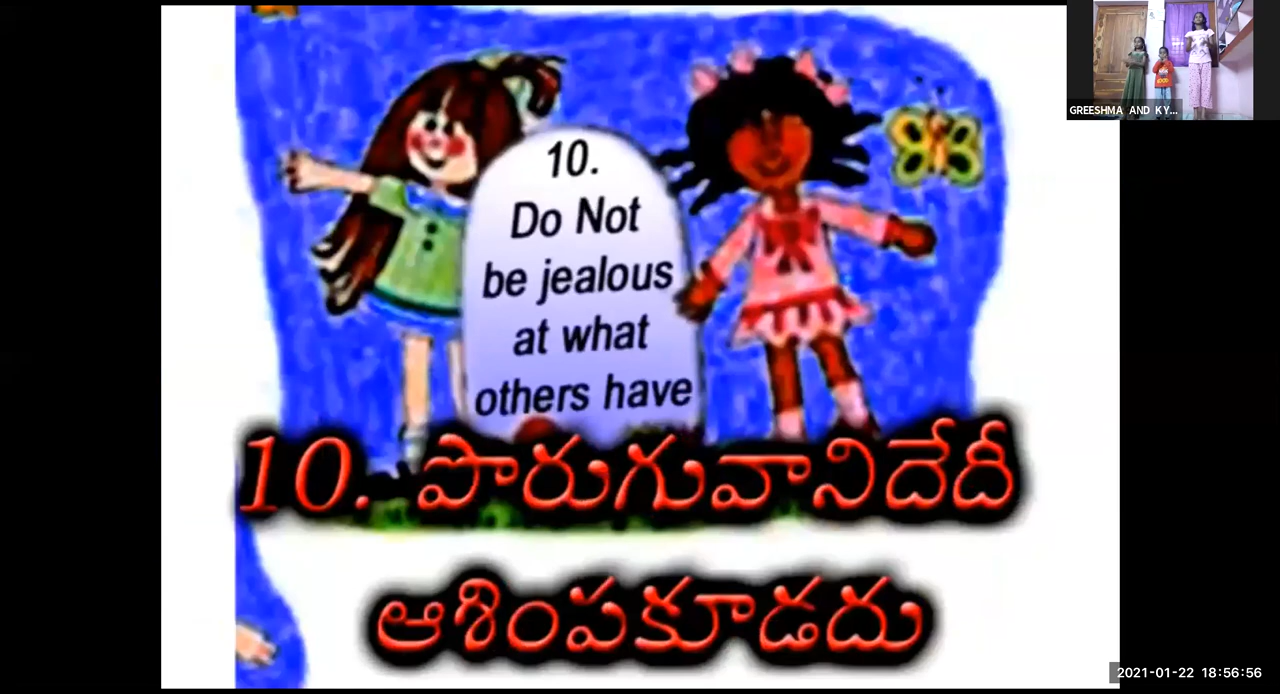 GREESHMA AND KY...
10.
Do Not
be jealous
at what
others have
10. పొరుగువానిదేదీ
ఆశింపకూడదు
2021-01-22 18:56:56